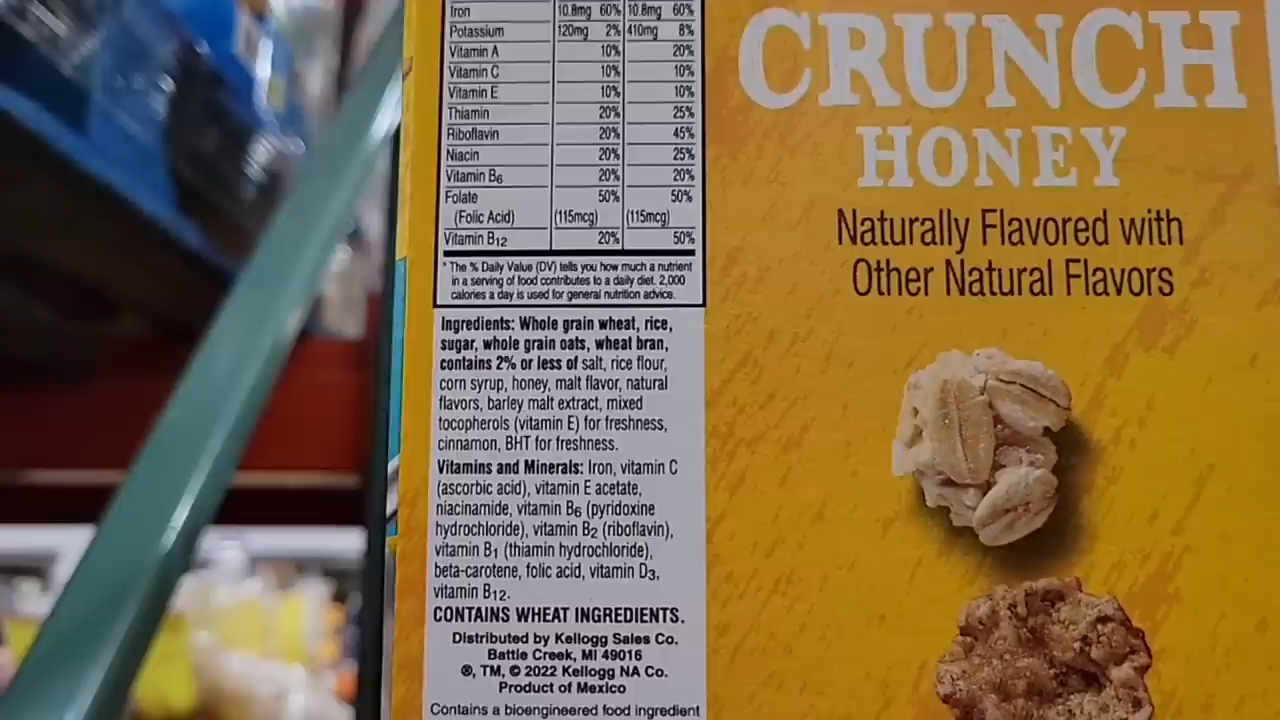 Iron 10.8mg 60% 10.8mg 60%
Potassium 120mg 2% 410mg 8%
Vitamin A 10% 20%
Vitamin C 10% 10%
Vitamin E 10% 10%
Thiamin 20% 25%
Riboflavin 20% 45%
Niacin 20% 25%
Vitamin B6 20% 20%
Folate 50% 50%
(Folic Acid) (115mcg) (115mcg)
Vitamin B12 20% 50%
* The % Daily Value (DV) tells you how much a nutrient
in a serving of food contributes to a daily diet. 2,000
calories a day is used for general nutrition advice.
Ingredients: Whole grain wheat, rice,
sugar, whole grain oats, wheat bran,
contains 2% or less of salt, rice flour,
corn syrup, honey, malt flavor, natural
flavors, barley malt extract, mixed
tocopherols (vitamin E) for freshness,
cinnamon, BHT for freshness.
Vitamins and Minerals: Iron, vitamin C
(ascorbic acid), vitamin E acetate,
niacinamide, vitamin B6 (pyridoxine
hydrochloride), vitamin B2 (riboflavin),
vitamin B1 (thiamin hydrochloride),
beta-carotene, folic acid, vitamin D3,
vitamin B12.
CONTAINS WHEAT INGREDIENTS.
Distributed by Kellogg Sales Co.
Battle Creek, MI 49016
®, TM, © 2022 Kellogg NA Co.
Product of Mexico
Contains a bioengineered food ingredient
CRUNCH
HONEY
Naturally Flavored with
Other Natural Flavors